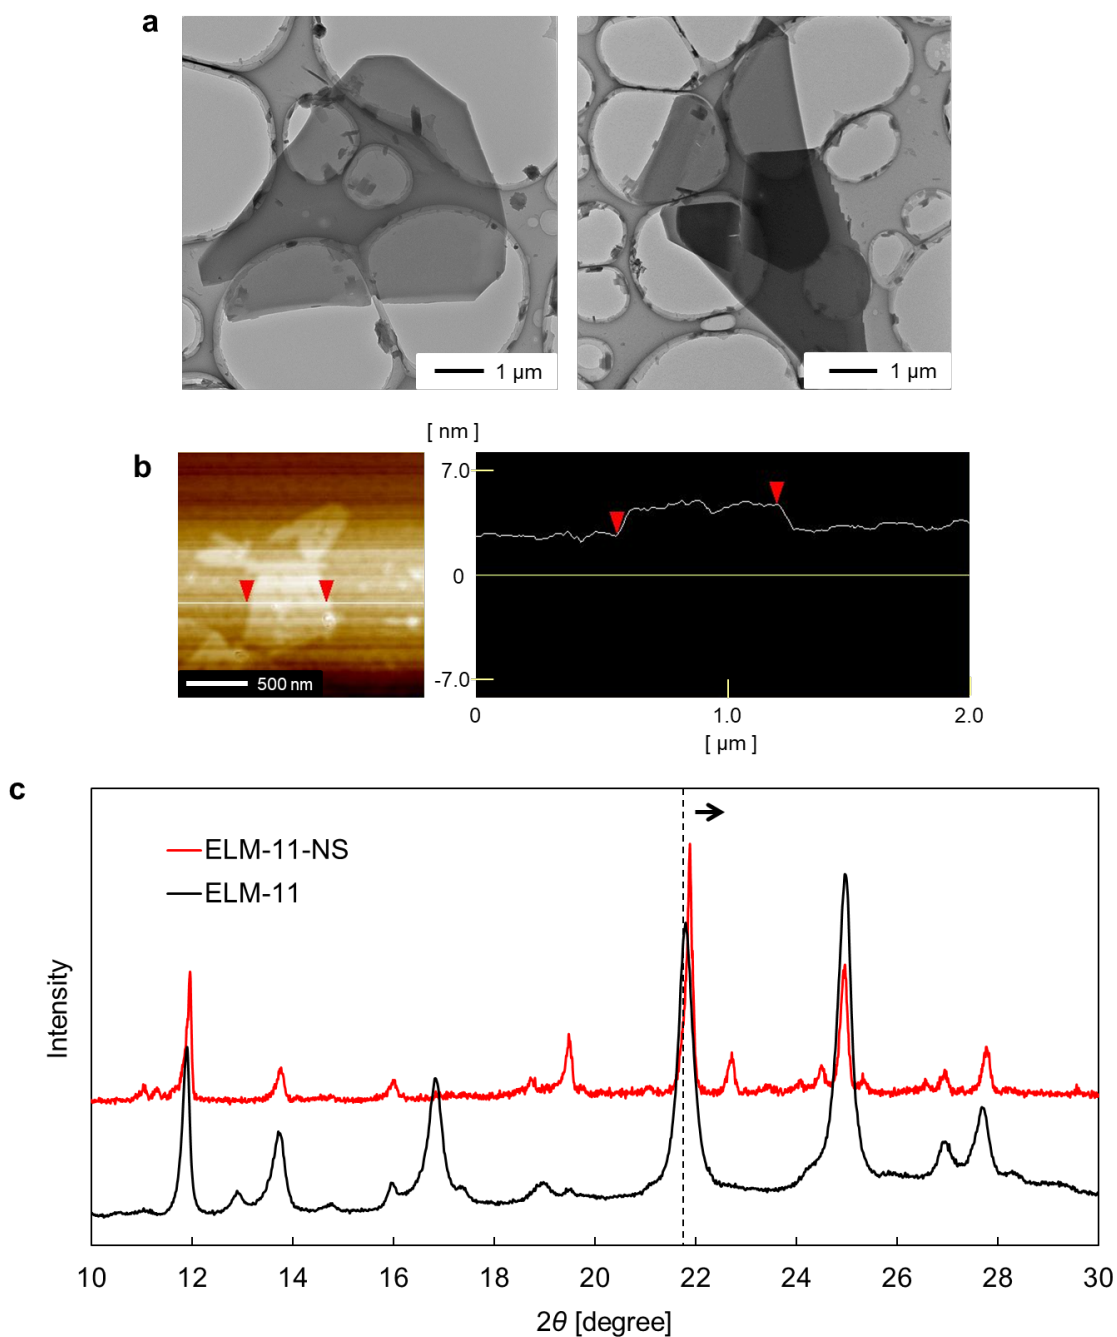 a
1 µm
1 µm
b
[ nm ]
7.0
0
-7.0
500 nm
0
1.0
2.0
[ µm ]
c
ELM-11-NS
ELM-11
Intensity
10
12
14
16
18
20
22
24
26
28
30
2θ [degree]